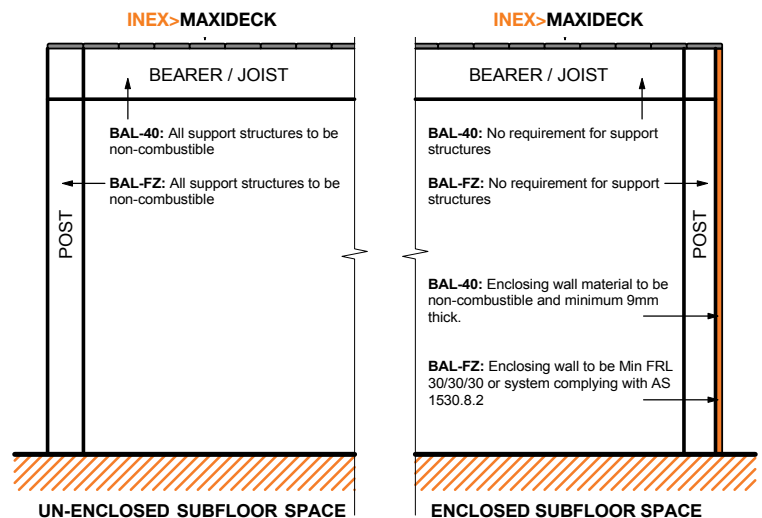 INEX>MAXIDECK
BEARER / JOIST
BAL-40: All support structures to be
non-combustible
BAL-FZ: All support structures to be
non-combustible
POST
UN-ENCLOSED SUBFLOOR SPACE
INEX>MAXIDECK
BEARER / JOIST
BAL-40: No requirement for support
structures
BAL-FZ: No requirement for support
structures
POST
BAL-40: Enclosing wall material to be
non-combustible and minimum 9mm
thick.
BAL-FZ: Enclosing wall to be Min FRL
30/30/30 or system complying with AS
1530.8.2
ENCLOSED SUBFLOOR SPACE